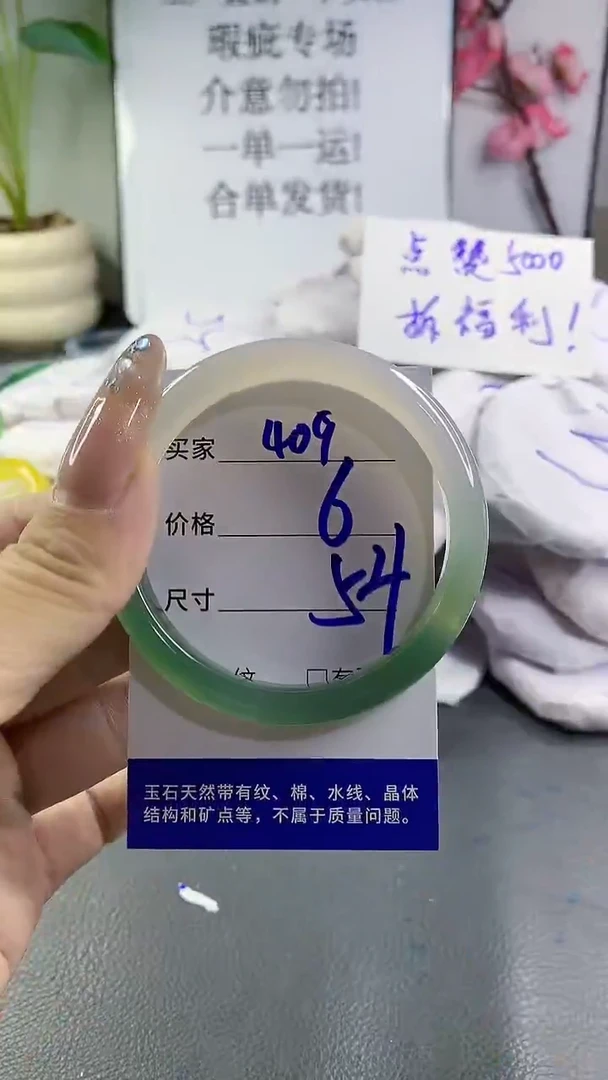 瑕疵专场
介意勿拍!
一单一运!
合单发货!
点赞5000
拆福利!
买家 409
价格 6
尺寸 54
纹 □有
玉石天然带有纹、棉、水线、晶体
结构和矿点等，不属于质量问题。